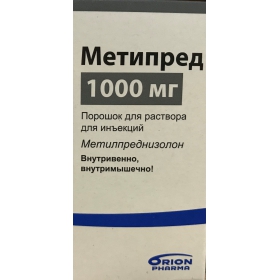 Метипред
1000 мг
Порошок для раствора
для инъекций
Метилпреднизолон
Внутривенно,
внутримышечно!
ORION
PHARMA